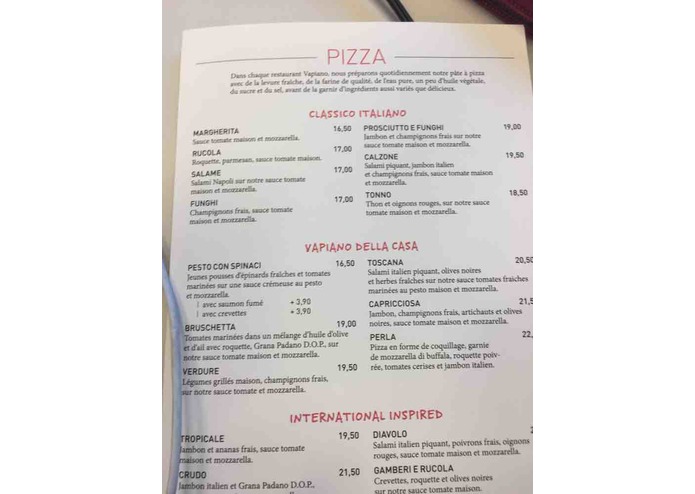 PIZZA
Dans chaque restaurant Vapiano, nous préparons quotidiennement notre pâte à pizza
avec de la levure fraîche, de la farine de qualité, de l'eau pure, un peu d'huile végétale,
du sucre et du sel, avant de la garnir d'ingrédients aussi variés que délicieux.
CLASSICO ITALIANO
MARGHERITA 16,50
Sauce tomate maison et mozzarella.
RUCOLA 17,00
Roquette, parmesan, sauce tomate maison.
SALAME 17,00
Salami Napoli sur notre sauce tomate
maison et mozzarella.
FUNGHI 17,00
Champignons frais, sauce tomate
maison et mozzarella.
PROSCIUTTO E FUNGHI 19,00
Jambon et champignons frais sur notre
sauce tomate maison et mozzarella.
CALZONE 19,50
Salami piquant, jambon italien
et champignons frais, sauce tomate maison
et mozzarella.
TONNO 18,50
Thon et oignons rouges, sur notre sauce
tomate maison et mozzarella.
VAPIANO DELLA CASA
PESTO CON SPINACI 16,50
Jeunes pousses d'épinards fraîches et tomates
marinées sur une sauce crémeuse au pesto
et mozzarella.
| avec saumon fumé + 3,90
| avec crevettes + 3,90
BRUSCHETTA 19,00
Tomates marinées dans un mélange d'huile d'olive
et d'ail avec roquette, Grana Padano D.O.P., sur
notre sauce tomate maison et mozzarella.
VERDURE 19,50
Légumes grillés maison, champignons frais,
sur notre sauce tomate maison et mozzarella.
TOSCANA 20,50
Salami italien piquant, olives noires
et herbes fraîches sur notre sauce tomates fraîches
marinées au pesto maison et mozzarella.
CAPRICCIOSA 21,5
Jambon, champignons frais, artichauts et olives
noires, sauce tomate maison et mozzarella.
PERLA 22,
Pizza en forme de coquillage, garnie
de mozzarella di buffala, roquette poiv-
rée, tomates cerises et jambon italien.
INTERNATIONAL INSPIRED
TROPICALE 19,50
Jambon et ananas frais, sauce tomate
maison et mozzarella.
CRUDO 21,50
Jambon italien et Grana Padano D.O.P.,
DIAVOLO 2
Salami italien piquant, poivrons frais, oignons
rouges, sauce tomate maison et mozzarella.
GAMBERI E RUCOLA
Crevettes, roquette et olives noires
sur notre sauce tomate maison.